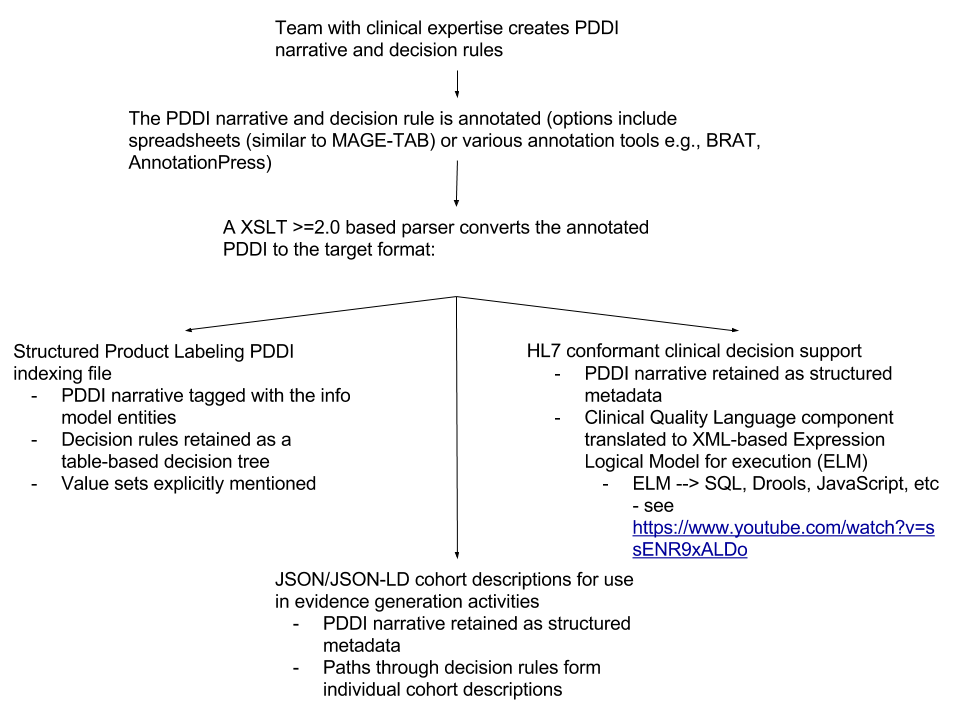 Team with clinical expertise creates PDDI
narrative and decision rules
The PDDI narrative and decision rule is annotated (options include
spreadsheets (similar to MAGE-TAB) or various annotation tools e.g., BRAT,
AnnotationPress)
A XSLT >=2.0 based parser converts the annotated
PDDI to the target format:
Structured Product Labeling PDDI
indexing file
- PDDI narrative tagged with the info
model entities
- Decision rules retained as a
table-based decision tree
- Value sets explicitly mentioned
HL7 conformant clinical decision support
- PDDI narrative retained as structured
metadata
- Clinical Quality Language component
translated to XML-based Expression
Logical Model for execution (ELM)
- ELM --> SQL, Drools, JavaScript, etc
- see
https://www.youtube.com/watch?v=s
sENR9xALDo
JSON/JSON-LD cohort descriptions for use
in evidence generation activities
- PDDI narrative retained as structured
metadata
- Paths through decision rules form
individual cohort descriptions